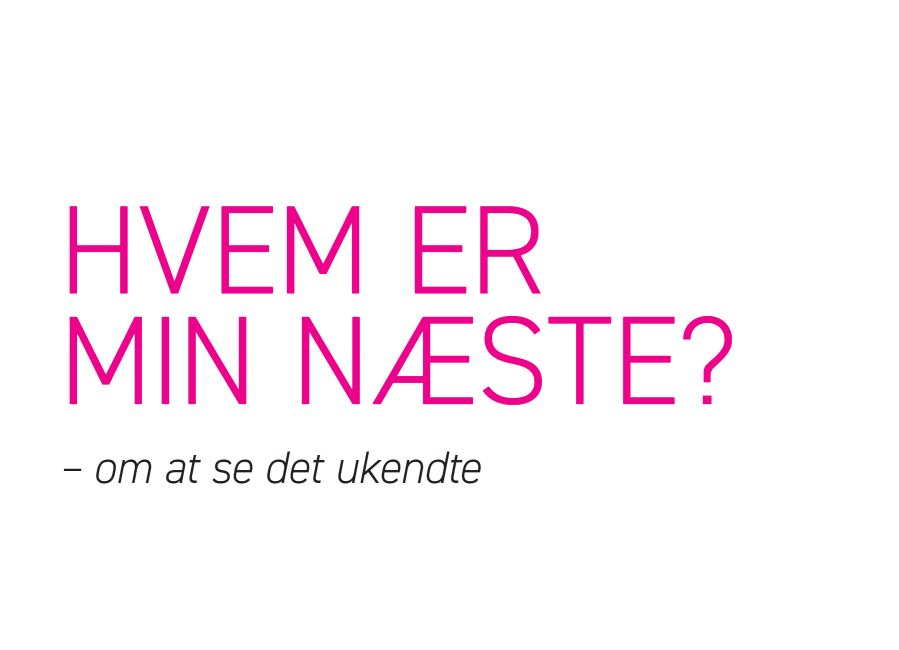 HVEM ER
MIN NÆSTE?
– om at se det ukendte